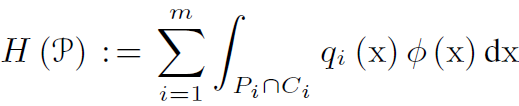 H (𝒫) := ∑_{i=1}^{m} ∫_{P_i∩C_i} q_i (x) ϕ (x) dx